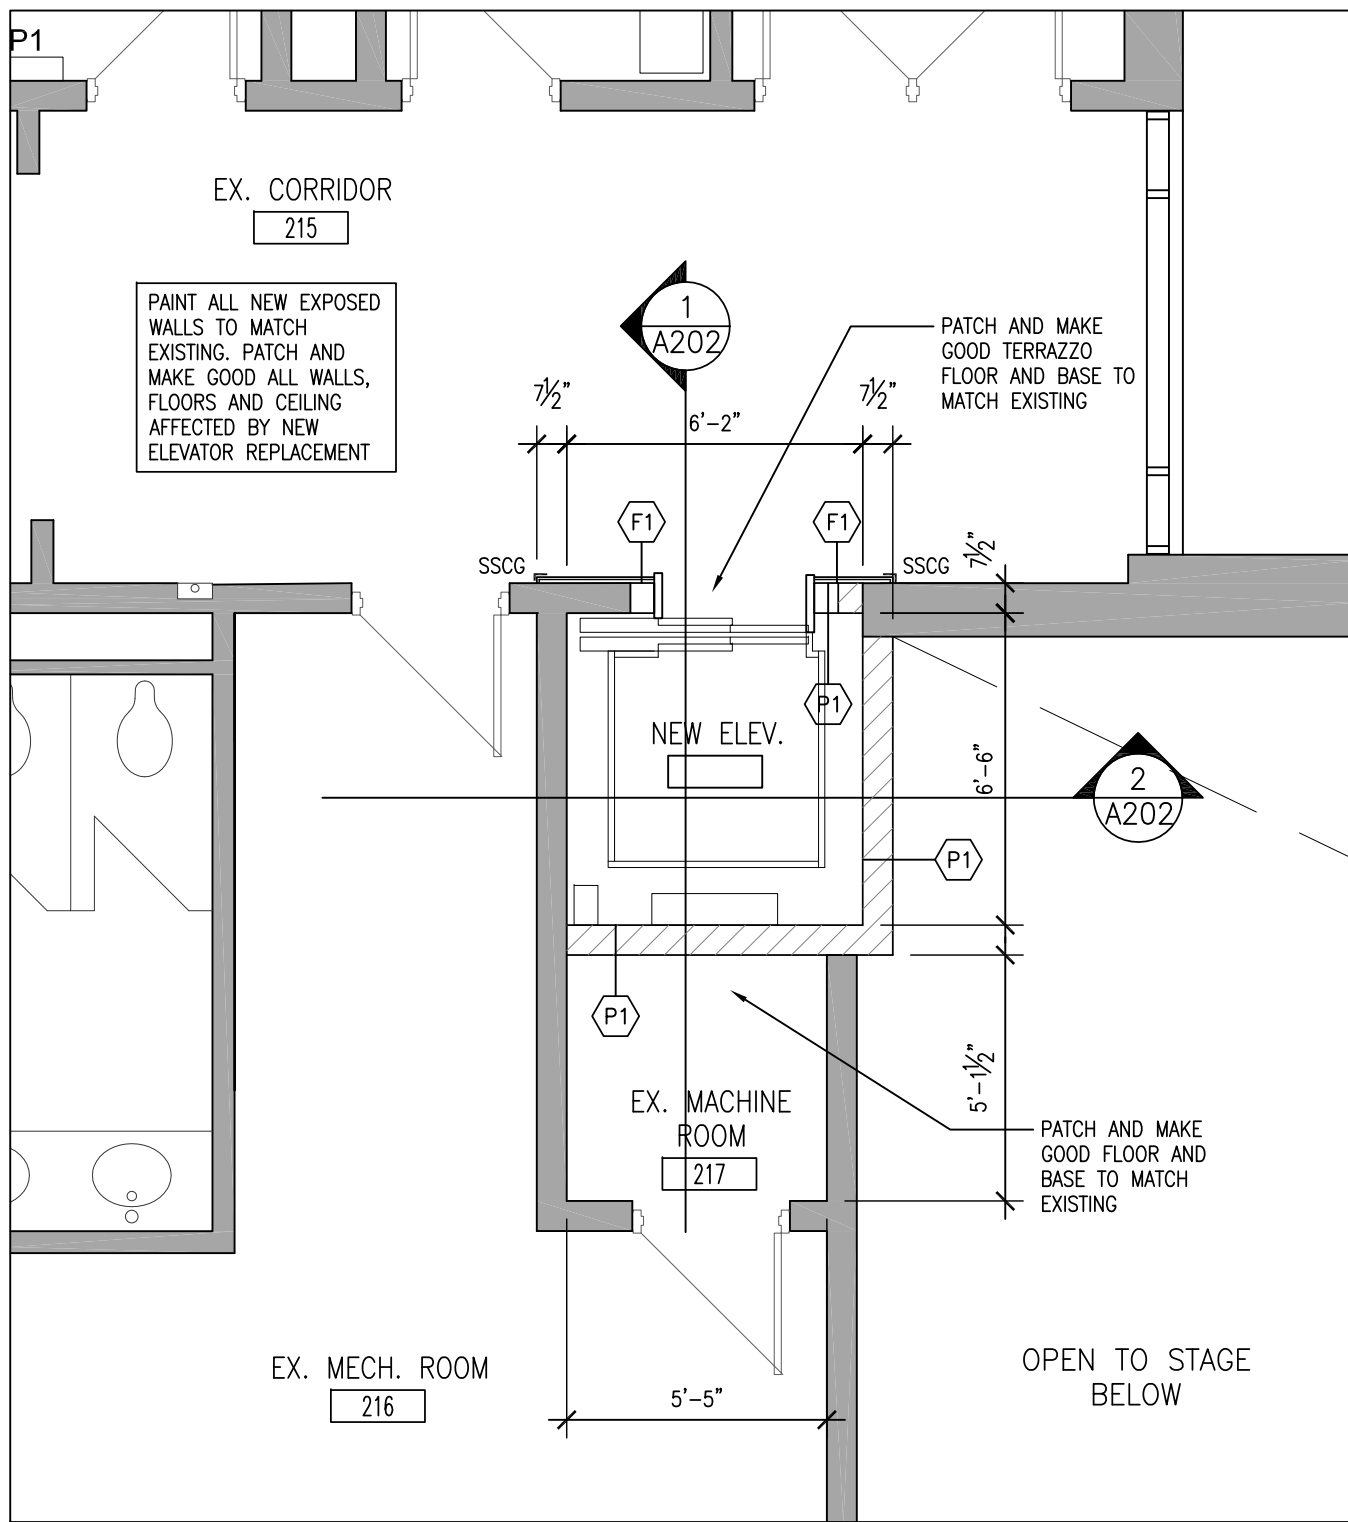 P1
EX. CORRIDOR
215
PAINT ALL NEW EXPOSED
WALLS TO MATCH
EXISTING. PATCH AND
MAKE GOOD ALL WALLS,
FLOORS AND CEILING
AFFECTED BY NEW
ELEVATOR REPLACEMENT
1
A202
PATCH AND MAKE
GOOD TERRAZZO
FLOOR AND BASE TO
MATCH EXISTING
7½”
6’-2”
7½”
F1
F1
SSCG
SSCG
7½”
P1
NEW ELEV.
6’-6”
2
A202
P1
P1
5’-1½”
EX. MACHINE
ROOM
217
PATCH AND MAKE
GOOD FLOOR AND
BASE TO MATCH
EXISTING
EX. MECH. ROOM
216
5’-5”
OPEN TO STAGE
BELOW